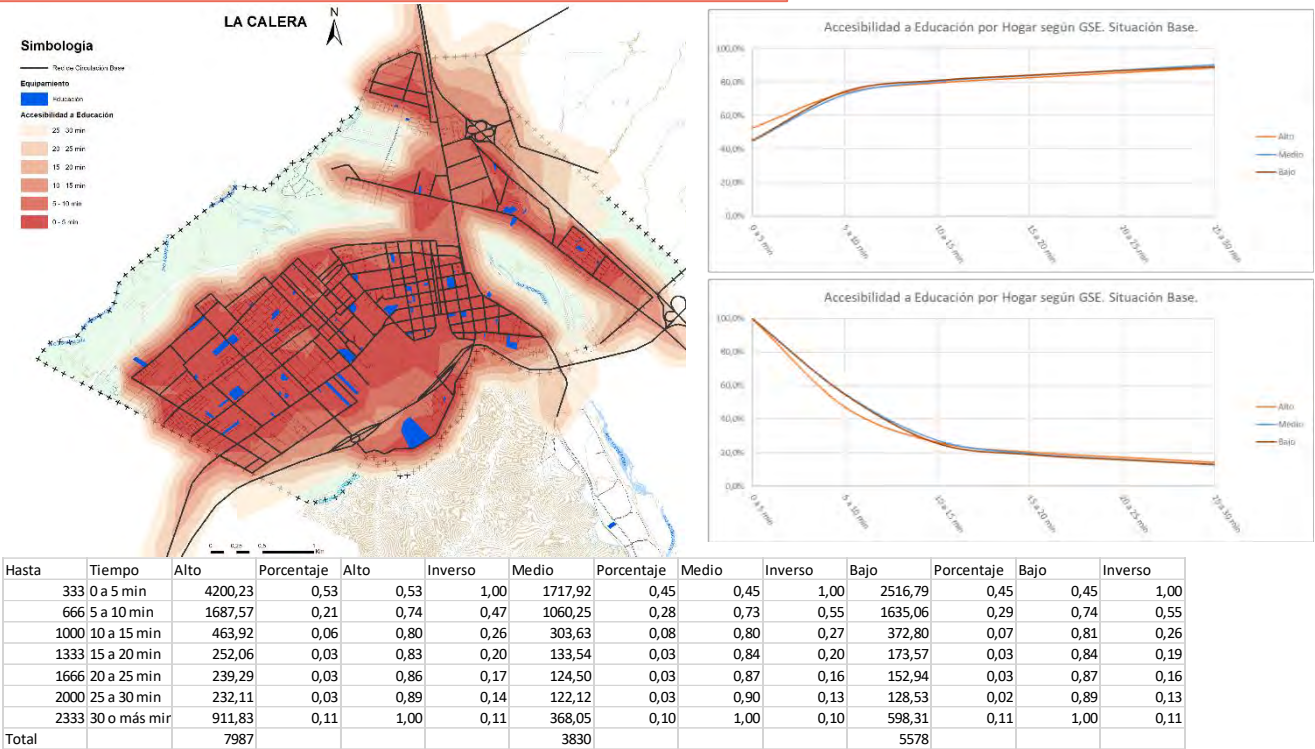 LA CALERA
N
Simbologia
Red de Circulación Base
Equipamiento
Educación
Accesibilidad a Educación
25 - 30 min
20 - 25 min
15 - 20 min
10 - 15 min
5 - 10 min
0 - 5 min
0 0,25 0,5 1
Km
Accesibilidad a Educación por Hogar según GSE. Situación Base.
100,0%
80,0%
60,0%
40,0%
20,0%
0,0%
0 a 5 min
5 a 10 min
10 a 15 min
15 a 20 min
20 a 25 min
25 a 30 min
Alto
Medio
Bajo
Accesibilidad a Educación por Hogar según GSE. Situación Base.
100,0%
80,0%
60,0%
40,0%
20,0%
0,0%
0 a 5 min
5 a 10 min
10 a 15 min
15 a 20 min
20 a 25 min
25 a 30 min
Alto
Medio
Bajo
Hasta Tiempo Alto Porcentaje Alto Inverso Medio Porcentaje Medio Inverso Bajo Porcentaje Bajo Inverso
333 0 a 5 min 4200,23 0,53 0,53 1,00 1717,92 0,45 0,45 1,00 2516,79 0,45 0,45 1,00
666 5 a 10 min 1687,57 0,21 0,74 0,47 1060,25 0,28 0,73 0,55 1635,06 0,29 0,74 0,55
1000 10 a 15 min 463,92 0,06 0,80 0,26 303,63 0,08 0,80 0,27 372,80 0,07 0,81 0,26
1333 15 a 20 min 252,06 0,03 0,83 0,20 133,54 0,03 0,84 0,20 173,57 0,03 0,84 0,19
1666 20 a 25 min 239,29 0,03 0,86 0,17 124,50 0,03 0,87 0,16 152,94 0,03 0,87 0,16
2000 25 a 30 min 232,11 0,03 0,89 0,14 122,12 0,03 0,90 0,13 128,53 0,02 0,89 0,13
2333 30 o más mir 911,83 0,11 1,00 0,11 368,05 0,10 1,00 0,10 598,31 0,11 1,00 0,11
Total 7987 3830 5578